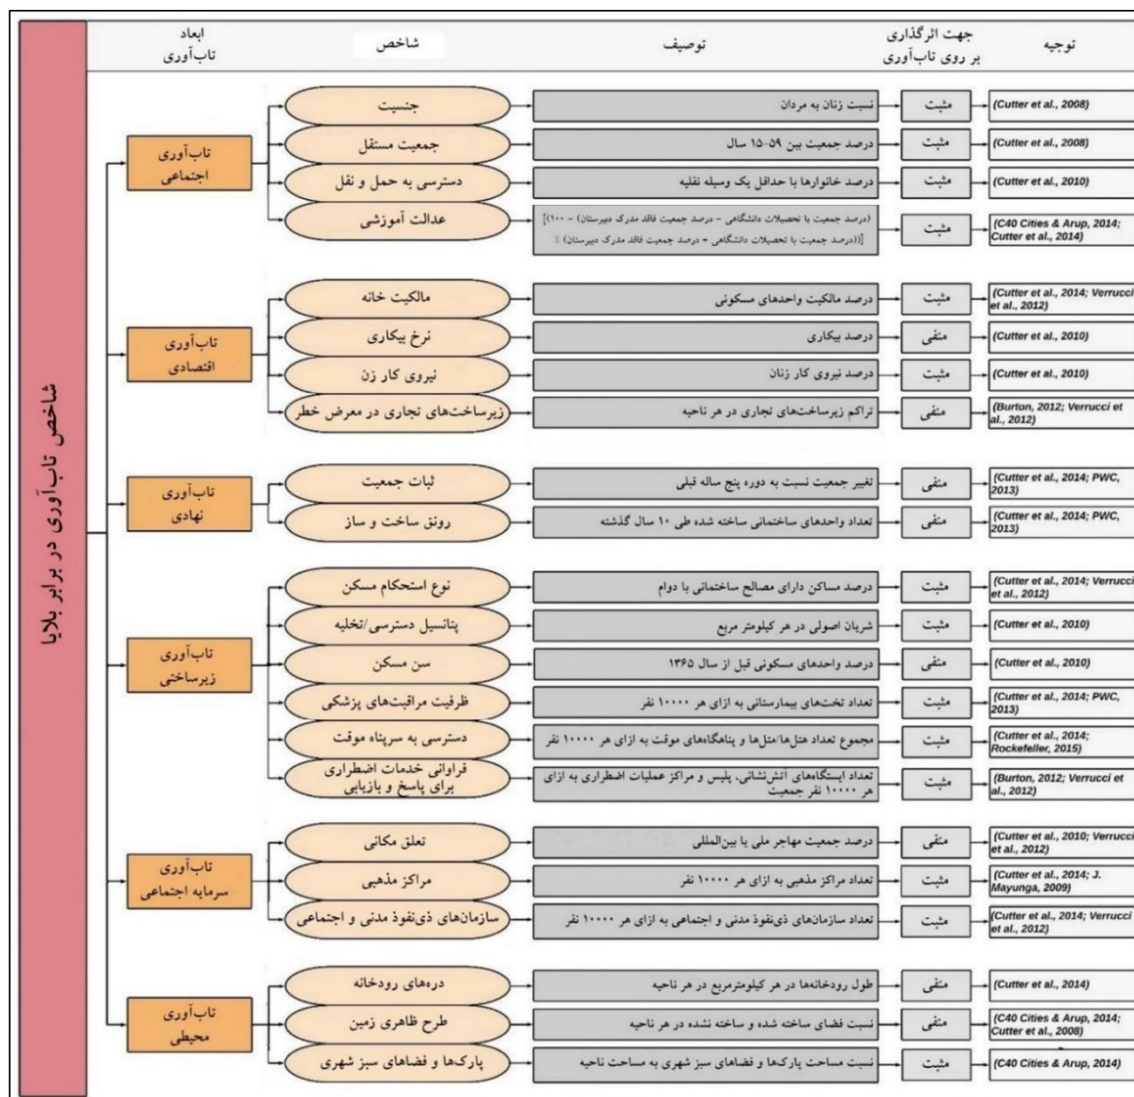 شاخص تاب‌آوری در برابر بلایا
ابعاد
تاب‌آوری
شاخص
توصیف
جهت اثرگذاری
بر روی تاب‌آوری
توجیه
تاب‌آوری
اجتماعی
جنسیت
نسبت زنان به مردان
مثبت
(Cutter et al., 2008)
جمعیت مستقل
درصد جمعیت بین ۵۹-۱۵ سال
مثبت
(Cutter et al., 2008)
دسترسی به حمل و نقل
درصد خانوارها با حداقل یک وسیله نقلیه
مثبت
(Cutter et al., 2010)
عدالت آموزشی
(درصد جمعیت با تحصیلات دانشگاهی - درصد جمعیت فاقد مدرک دبیرستان) - ۱۰۰)]
[((درصد جمعیت با تحصیلات دانشگاهی + درصد جمعیت فاقد مدرک دبیرستان) ٪
مثبت
(C40 Cities & Arup, 2014;
Cutter et al., 2014)
تاب‌آوری
اقتصادی
مالکیت خانه
درصد مالکیت واحدهای مسکونی
مثبت
(Cutter et al., 2014; Verrucci
et al., 2012)
نرخ بیکاری
درصد بیکاری
منفی
(Cutter et al., 2010)
نیروی کار زن
درصد نیروی کار زنان
مثبت
(Cutter et al., 2010)
زیرساخت‌های تجاری در معرض خطر
تراکم زیرساخت‌های تجاری در هر ناحیه
منفی
(Burton, 2012; Verrucci et
al., 2012)
تاب‌آوری
نهادی
ثبات جمعیت
تغییر جمعیت نسبت به دوره پنج ساله قبلی
منفی
(Cutter et al., 2014; PWC,
2013)
رونق ساخت و ساز
تعداد واحدهای ساختمانی ساخته شده طی ۱۰ سال گذشته
منفی
(Cutter et al., 2014; PWC,
2013)
تاب‌آوری
زیرساختی
نوع استحکام مسکن
درصد مساکن دارای مصالح ساختمانی با دوام
مثبت
(Cutter et al., 2014; Verrucci
et al., 2012)
پتانسیل دسترسی/تخلیه
شریان اصولی در هر کیلومتر مربع
مثبت
(Cutter et al., 2010)
سن مسکن
درصد واحدهای مسکونی قبل از سال ۱۳۶۵
منفی
(Cutter et al., 2010)
ظرفیت مراقبت‌های پزشکی
تعداد تخت‌های بیمارستانی به ازای هر ۱۰۰۰۰ نفر
مثبت
(Cutter et al., 2014; PWC,
2013)
دسترسی به سرپناه موقت
مجموع تعداد هتل‌ها/متل‌ها و پناهگاه‌های موقت به ازای هر ۱۰۰۰۰ نفر
مثبت
(Cutter et al., 2014;
Rockefeller, 2015)
فراوانی خدمات اضطراری
برای پاسخ و بازیابی
تعداد ایستگاه‌های آتش‌نشانی، پلیس و مراکز عملیات اضطراری به ازای
هر ۱۰۰۰۰ نفر جمعیت
مثبت
(Burton, 2012; Verrucci et
al., 2012)
تاب‌آوری
سرمایه اجتماعی
تعلق مکانی
درصد جمعیت مهاجر ملی یا بین‌المللی
منفی
(Cutter et al., 2010; Verrucci
et al., 2012)
مراکز مذهبی
تعداد مراکز مذهبی به ازای هر ۱۰۰۰۰ نفر
مثبت
(Cutter et al., 2014; J.
Mayunga, 2009)
سازمان‌های ذی‌نفوذ مدنی و اجتماعی
تعداد سازمان‌های ذی‌نفوذ مدنی و اجتماعی به ازای هر ۱۰۰۰۰ نفر
مثبت
(Cutter et al., 2014; Verrucci
et al., 2012)
تاب‌آوری
محیطی
دره‌های رودخانه
طول رودخانه‌ها در هر کیلومترمربع در هر ناحیه
منفی
(Cutter et al., 2014)
طرح ظاهری زمین
نسبت فضای ساخته شده و ساخته نشده در هر ناحیه
منفی
(C40 Cities & Arup, 2014;
Cutter et al., 2008)
پارک‌ها و فضاهای سبز شهری
نسبت مساحت پارک‌ها و فضاهای سبز شهری به مساحت ناحیه
مثبت
(C40 Cities & Arup, 2014)